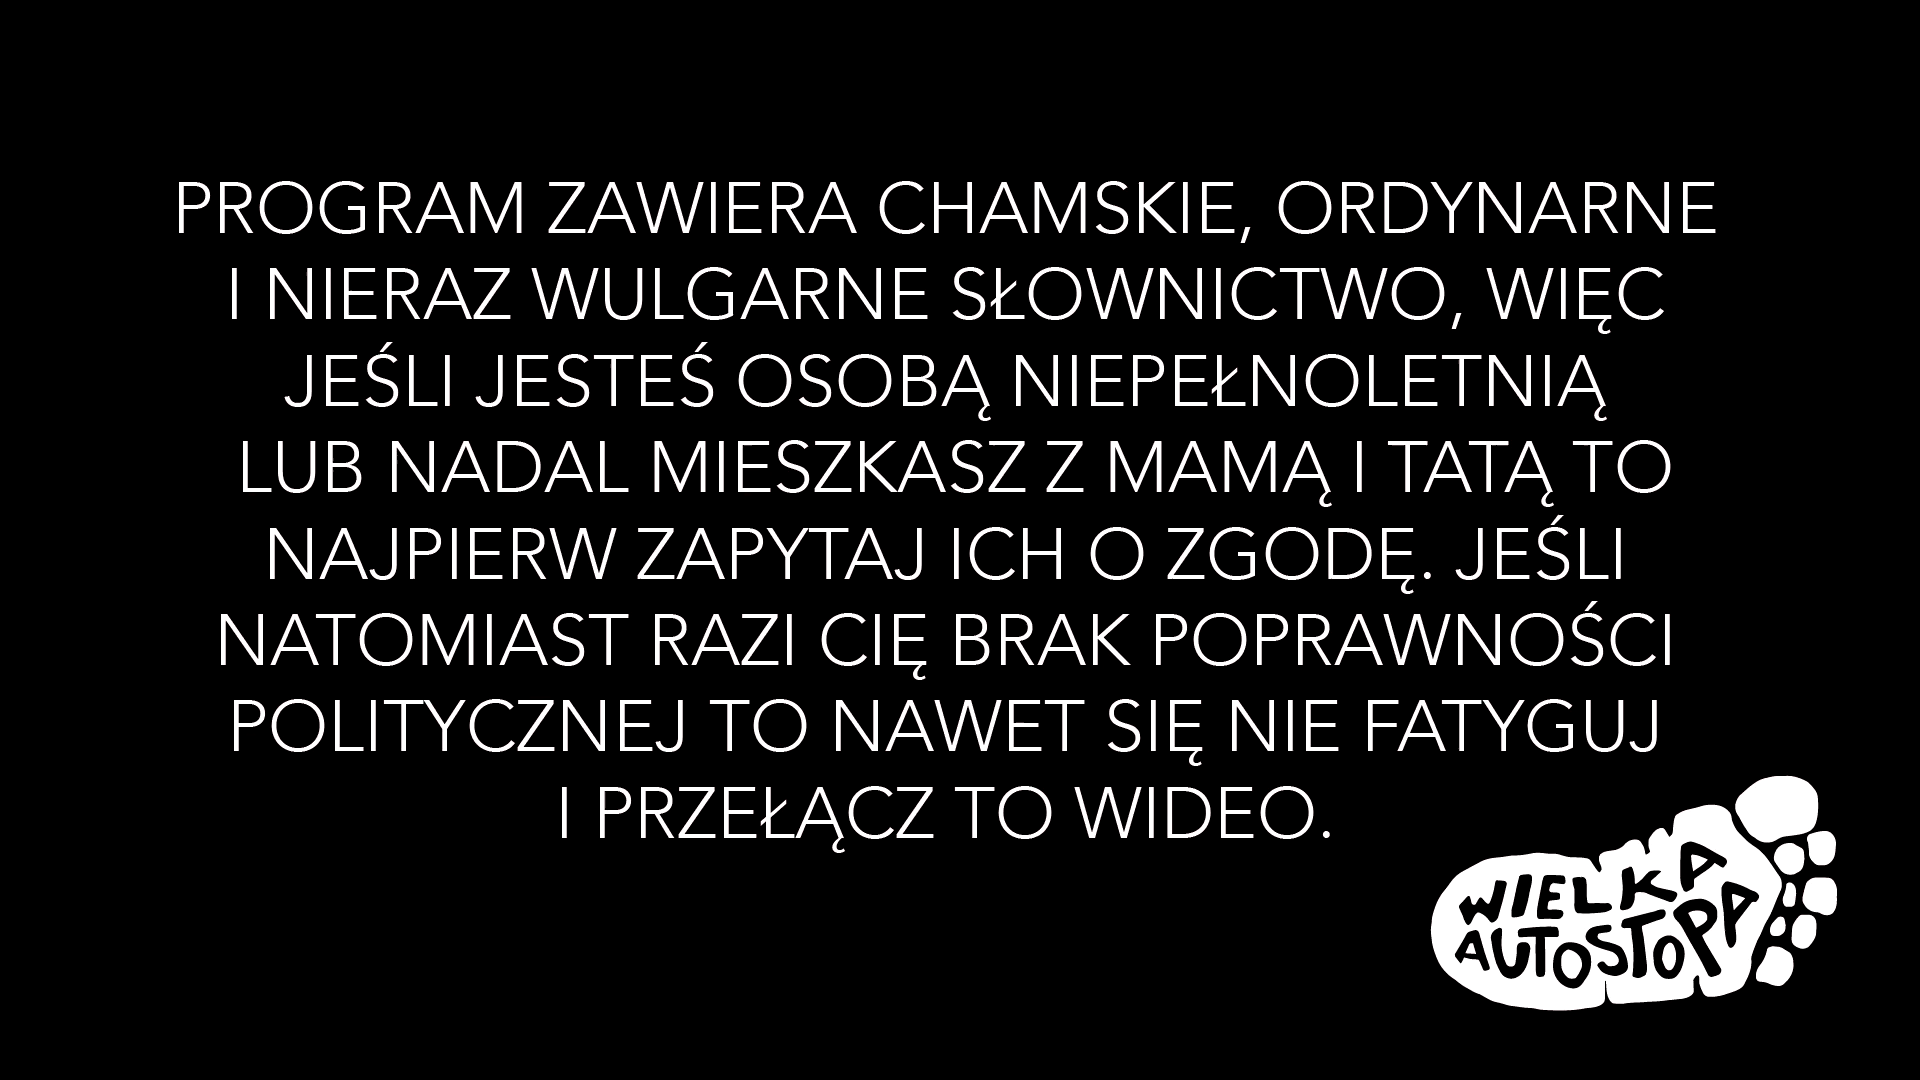 PROGRAM ZAWIERA CHAMSKIE, ORDYNARNE
I NIERAZ WULGARNE SŁOWNICTWO, WIĘC
JEŚLI JESTEŚ OSOBĄ NIEPEŁNOLETNIĄ
LUB NADAL MIESZKASZ Z MAMĄ I TATĄ TO
NAJPIERW ZAPYTAJ ICH O ZGODĘ. JEŚLI
NATOMIAST RAZI CIĘ BRAK POPRAWNOŚCI
POLITYCZNEJ TO NAWET SIĘ NIE FATYGUJ
I PRZEŁĄCZ TO WIDEO.
WIELKA
AUTOSTOPA